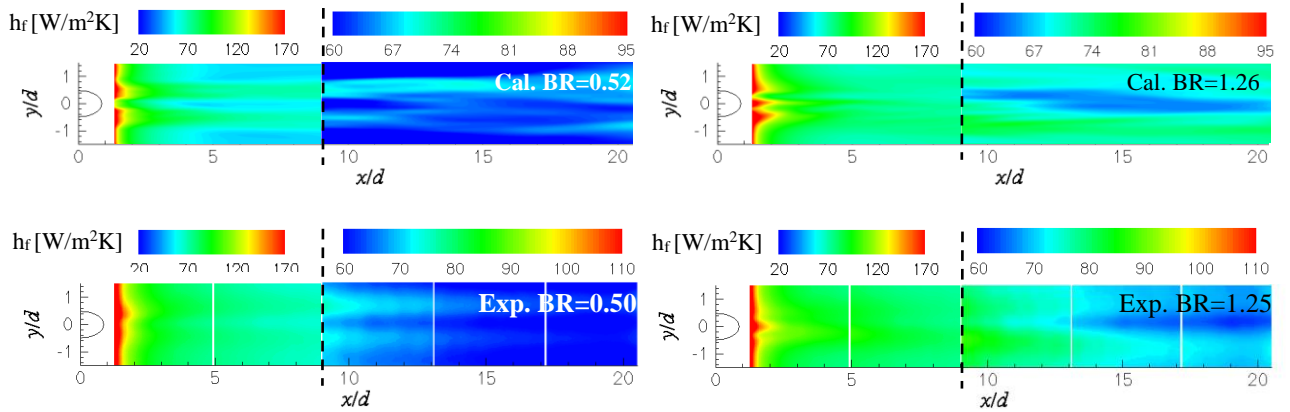 h_f [W/m²K]
20 70 120 170
60 67 74 81 88 95
y/d
1
0
-1
Cal. BR=0.52
0 5 10 15 20
x/d
h_f [W/m²K]
20 70 120 170
60 67 74 81 88 95
y/d
1
0
-1
Cal. BR=1.26
0 5 10 15 20
x/d
h_f [W/m²K]
20 70 120 170
60 70 80 90 100 110
y/d
1
0
-1
Exp. BR=0.50
0 5 10 15 20
x/d
h_f [W/m²K]
20 70 120 170
60 70 80 90 100 110
y/d
1
0
-1
Exp. BR=1.25
0 5 10 15 20
x/d